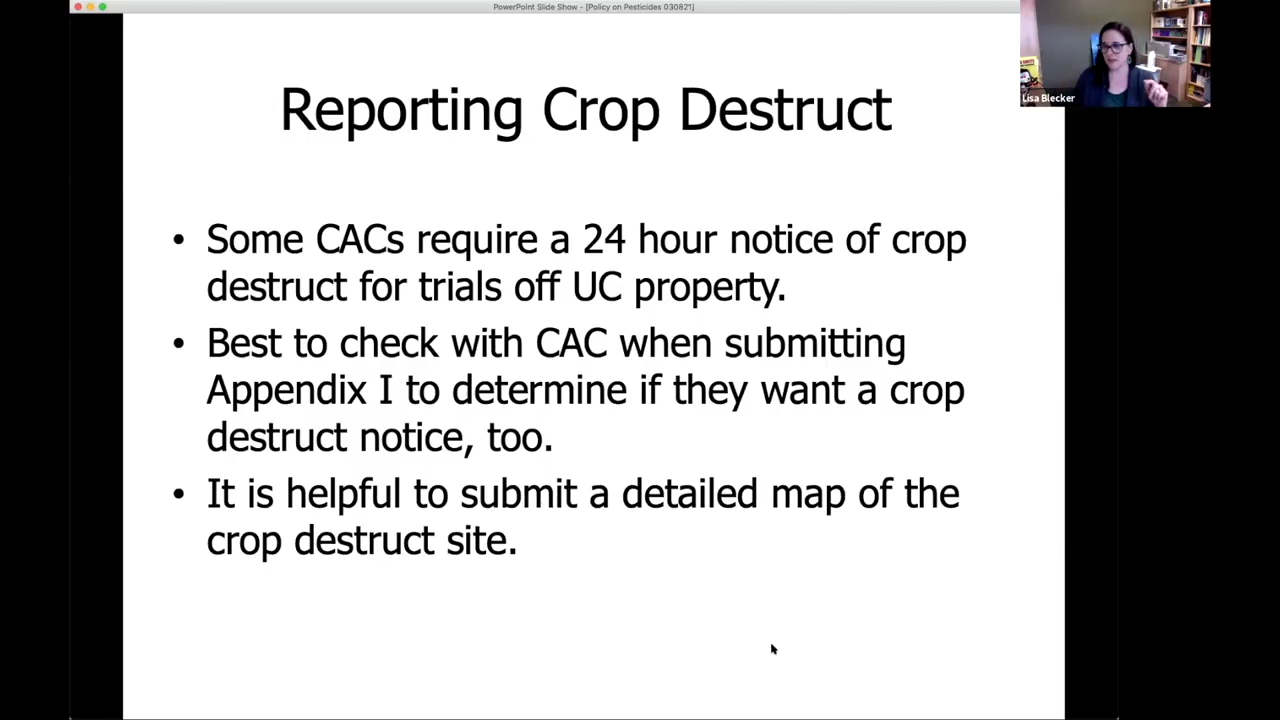 PowerPoint Slide Show - [Policy on Pesticides 030821]
Lisa Blecker
Reporting Crop Destruct
• Some CACs require a 24 hour notice of crop
destruct for trials off UC property.
• Best to check with CAC when submitting
Appendix I to determine if they want a crop
destruct notice, too.
• It is helpful to submit a detailed map of the
crop destruct site.